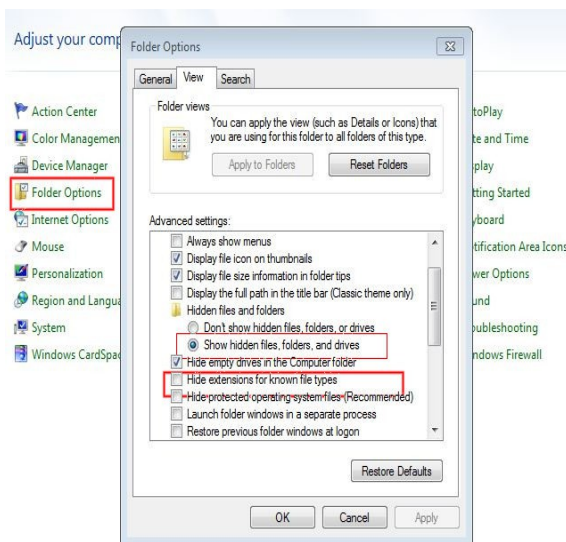 Adjust your comp
Folder Options
General View Search
Folder views
You can apply the view (such as Details or Icons) that
you are using for this folder to all folders of this type.
Apply to Folders Reset Folders
Advanced settings:
Always show menus
Display file icon on thumbnails
Display file size information in folder tips
Display the full path in the title bar (Classic theme only)
Hidden files and folders
Don't show hidden files, folders, or drives
Show hidden files, folders, and drives
Hide empty drives in the Computer folder
Hide extensions for known file types
Hide protected operating system files (Recommended)
Launch folder windows in a separate process
Restore previous folder windows at logon
Restore Defaults
OK Cancel Apply
Action Center
Color Managemen
Device Manager
Folder Options
Internet Options
Mouse
Personalization
Region and Langua
System
Windows CardSpac
toPlay
te and Time
splay
tting Started
yboard
tification Area Icons
wer Options
und
oubleshooting
ndows Firewall